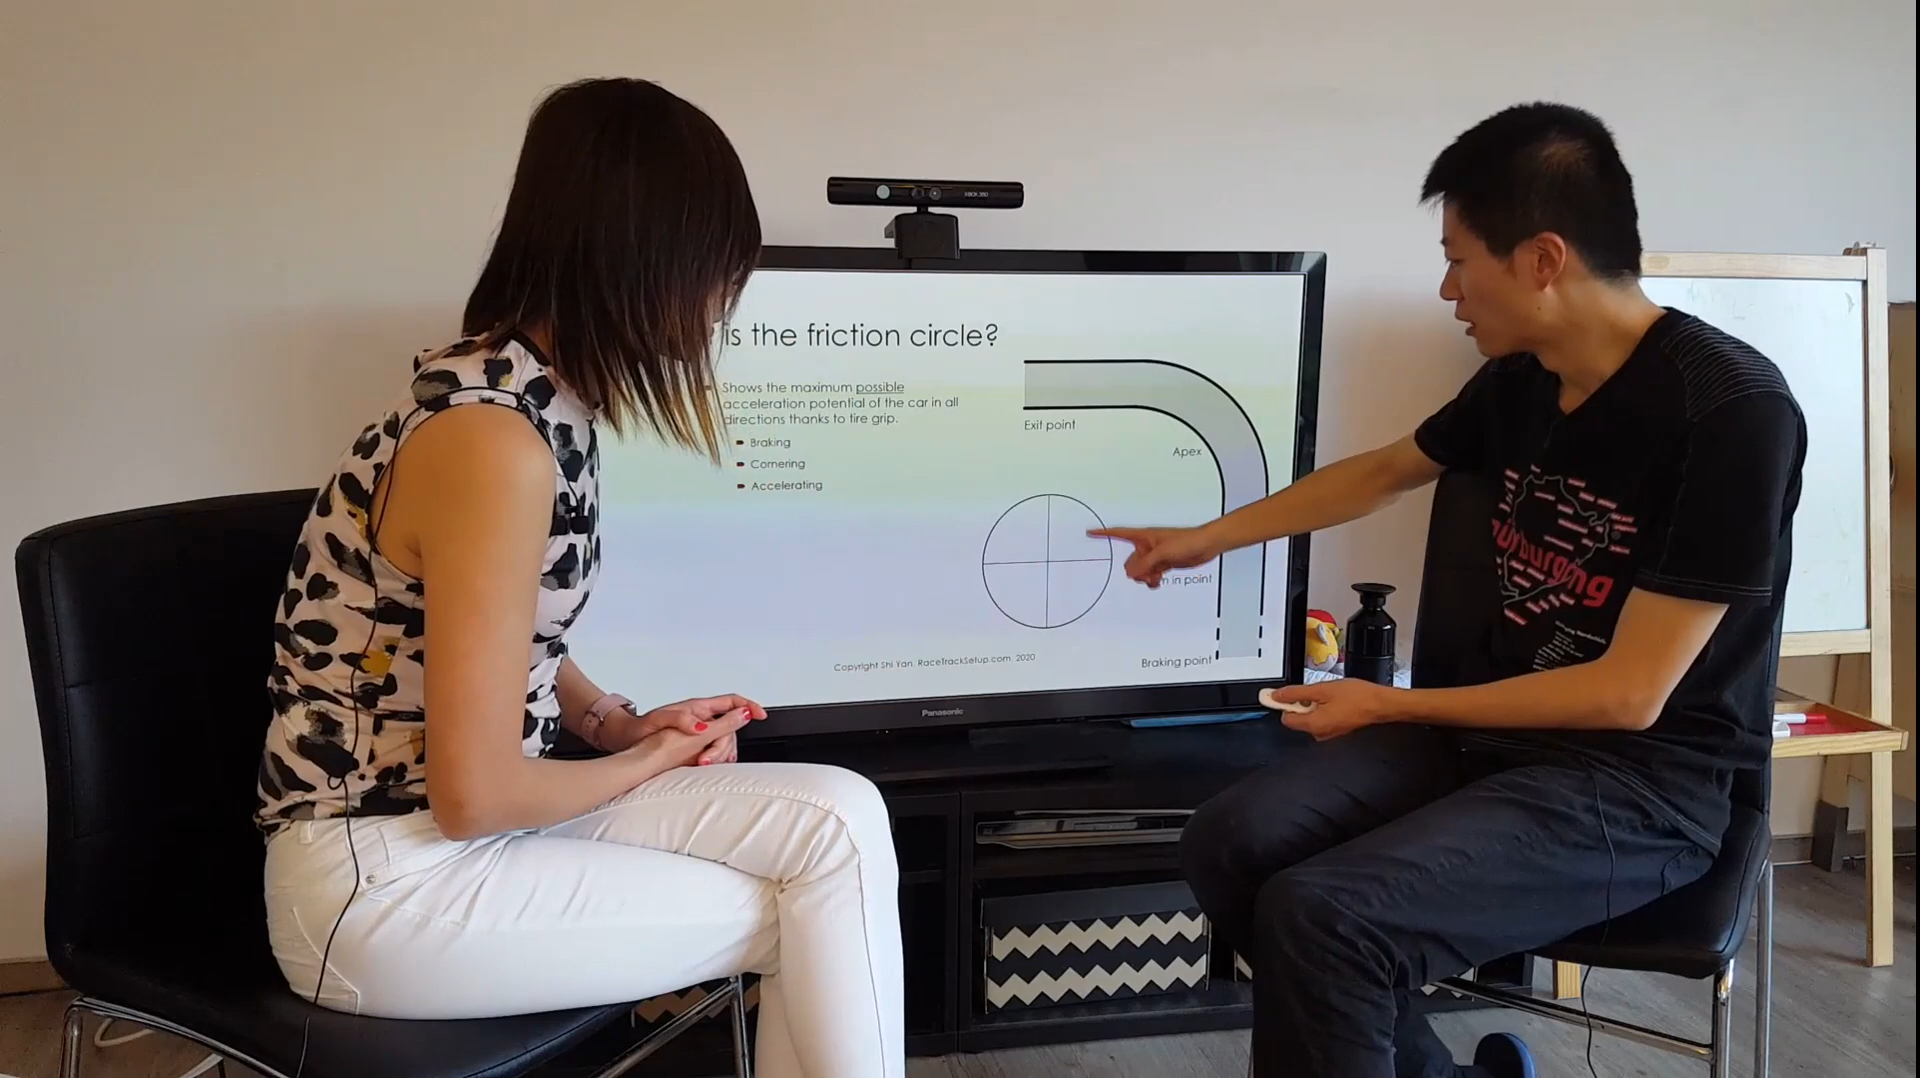 XBOX 360
is the friction circle?
Shows the maximum possible
acceleration potential of the car in all
directions thanks to tire grip.
Braking
Cornering
Accelerating
Exit point
Apex
in point
Braking point
Copyright Shi Yan. RaceTrackSetup.com. 2020
Panasonic
nürburgring